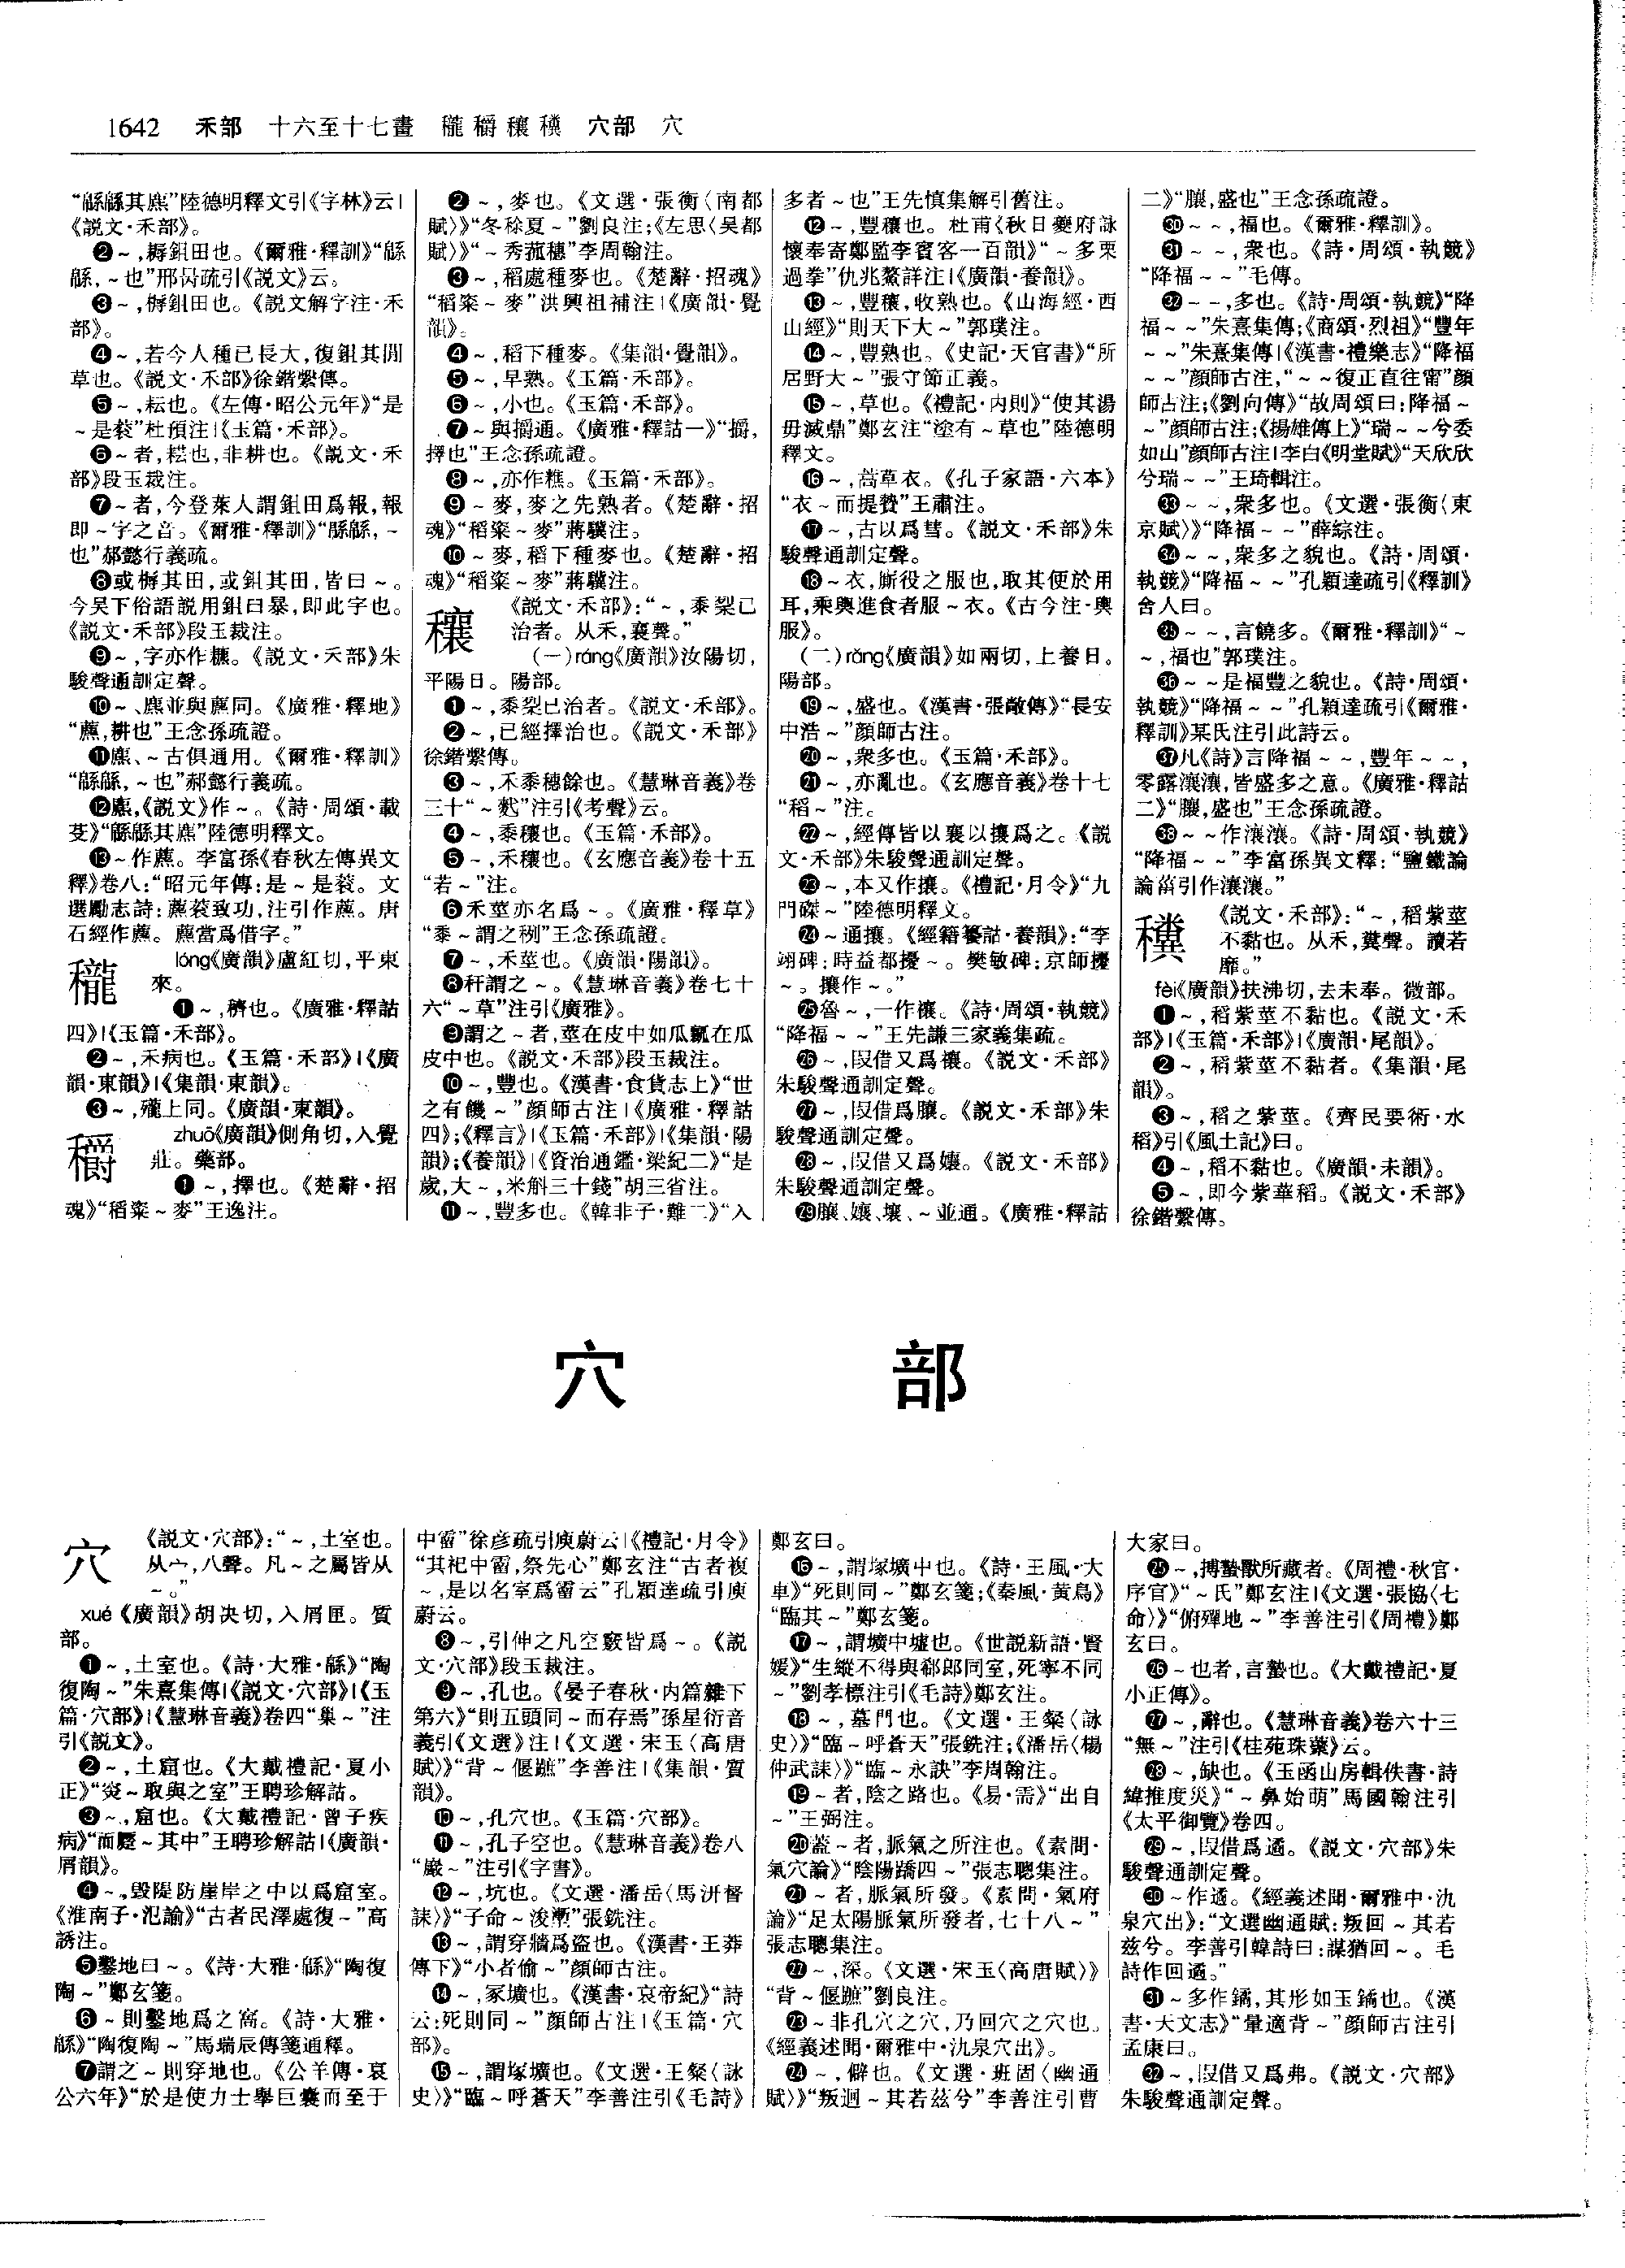 1642 禾部 十六至十七畫 䆍穱穰穳 穴部 穴
“緜緜其麃”陸德明釋文引《字林》云|
《説文·禾部》。
❷~,耨鉏田也。《爾雅·釋訓》“緜
緜,~也”邢昺疏引《説文》云。
❸~,槈鉏田也。《説文解字注·禾
部》。
❹~,若今人種已長大,復鉏其間
草也。《説文·禾部》徐鍇繫傳。
❺~,耘也。《左傳·昭公元年》“是
~是蓘”杜預注|《玉篇·禾部》。
❻~者,耘也,非耕也。《説文·禾
部》段玉裁注。
❼~者,今登萊人謂鉏田爲報,報
即~字之音。《爾雅·釋訓》“緜緜,~
也”郝懿行義疏。
❽或槈其田,或鉏其田,皆曰~。
今吴下俗語説用鉏曰暴,即此字也。
《説文·禾部》段玉裁注。
❾~,字亦作穮。《説文·禾部》朱
駿聲通訓定聲。
❿~、麃並與藨同。《廣雅·釋地》
“藨,耕也”王念孫疏證。
⓫麃、~古俱通用。《爾雅·釋訓》
“緜緜,~也”郝懿行義疏。
⓬麃,《説文》作~。《詩·周頌·載
芟》“緜緜其麃”陸德明釋文。
⓭~作藨。李富孫《春秋左傳異文
釋》卷八:“昭元年傳:是~是蓘。文
選勵志詩:藨蓘致功,注引作藨。唐
石經作藨。藨當爲借字。”
lóng《廣韻》盧紅切,平東
來。
❶~,穧也。《廣雅·釋詁
四》|《玉篇·禾部》。
❷~,禾病也。《玉篇·禾部》|《廣
韻·東韻》|《集韻·東韻》。
❸~,䆍上同。《廣韻·東韻》。
穱
zhuō《廣韻》側角切,入覺
莊。藥部。
❶~,擇也。《楚辭·招
魂》“稻粢~麥”王逸注。
❷~,麥也。《文選·張衡〈南都
賦〉》“冬稌夏~”劉良注;《左思〈吴都
賦〉》“~秀菰穗”李周翰注。
❸~,稻處種麥也。《楚辭·招魂》
“稻粢~麥”洪興祖補注|《廣韻·覺
韻》。
❹~,稻下種麥。《集韻·覺韻》。
❺~,早熟。《玉篇·禾部》。
❻~,小也。《玉篇·禾部》。
❼~與擉通。《廣雅·釋詁一》“擉,
擇也”王念孫疏證。
❽~,亦作穛。《玉篇·禾部》。
❾~麥,麥之先熟者。《楚辭·招
魂》“稻粢~麥”蔣驥注。
❿~麥,稻下種麥也。《楚辭·招
魂》“稻粢~麥”蔣驥注。
穰
《説文·禾部》:“~,黍𥞩已
治者。从禾,襄聲。”
(一)ráng《廣韻》汝陽切,
平陽日。陽部。
❶~,黍𥞩已治者。《説文·禾部》。
❷~,已經擇治也。《説文·禾部》
徐鍇繫傳。
❸~,禾黍穗餘也。《慧琳音義》卷
三十“~麧”注引《考聲》云。
❹~,黍穰也。《玉篇·禾部》。
❺~,禾穰也。《玄應音義》卷十五
“若~”注。
❻禾莖亦名爲~。《廣雅·釋草》
“黍~謂之䅀”王念孫疏證。
❼~,禾莖也。《廣韻·陽韻》。
❽秆謂之~。《慧琳音義》卷七十
六“~草”注引《廣雅》。
❾謂之~者,莖在皮中如瓜瓤在瓜
皮中也。《説文·禾部》段玉裁注。
❿~,豐也。《漢書·食貨志上》“世
之有饑~”顔師古注|《廣雅·釋詁
四》;《釋言》|《玉篇·禾部》|《集韻·陽
韻》;《養韻》|《資治通鑑·梁紀二》“是
歲,大~,米斛三十錢”胡三省注。
⓫~,豐多也。《韓非子·難二》“入
多者~也”王先慎集解引舊注。
⓬~,豐穰也。杜甫〈秋日夔府詠
懷奉寄鄭監李賓客一百韻》“~多栗
過拳”仇兆鰲詳注|《廣韻·養韻》。
⓭~,豐穰,收熟也。《山海經·西
山經》“則天下大~”郭璞注。
⓮~,豐熟也。《史記·天官書》“所
居野大~”張守節正義。
⓯~,草也。《禮記·内則》“使其湯
毋滅鼎”鄭玄注“塗有~草也”陸德明
釋文。
⓰~,蒿草衣。《孔子家語·六本》
“衣~而提贄”王肅注。
⓱~,古以爲彗。《説文·禾部》朱
駿聲通訓定聲。
⓲~衣,厮役之服也,取其便於用
耳,乘輿進食者服~衣。《古今注·輿
服》。
(二)rǎng《廣韻》如兩切,上養日。
陽部。
⓳~,盛也。《漢書·張敞傳》“長安
中浩~”顔師古注。
⓴~,衆多也。《玉篇·禾部》。
㉑~,亦亂也。《玄應音義》卷十七
“稻~”注。
㉒~,經傳皆以襄以攘爲之。《説
文·禾部》朱駿聲通訓定聲。
㉓~,本又作攘。《禮記·月令》“九
門磔~”陸德明釋文。
㉔~通攘。《經籍籑詁·養韻》:“李
翊碑:時益都擾~。樊敏碑:京師擾
~。攘作~。”
㉕魯~,一作禳。《詩·周頌·執競》
“降福~~”王先謙三家義集疏。
㉖~,叚借又爲禳。《説文·禾部》
朱駿聲通訓定聲。
㉗~,叚借爲䑋。《説文·禾部》朱
駿聲通訓定聲。
㉘~,叚借又爲孃。《説文·禾部》
朱駿聲通訓定聲。
㉙䑋、孃、壤、~並通。《廣雅·釋詁
二》“䑋,盛也”王念孫疏證。
㉚~~,福也。《爾雅·釋訓》。
㉛~~,衆也。《詩·周頌·執競》
“降福~~”毛傳。
㉜~~,多也。《詩·周頌·執競》“降
福~~”朱熹集傳;《商頌·烈祖》“豐年
~~”朱熹集傳|《漢書·禮樂志》“降福
~~”顔師古注,“~~復正直往甯”顔
師古注;《劉向傳》“故周頌曰:降福~
~”顔師古注;《揚雄傳上》“瑞~~兮委
如山”顔師古注|李白《明堂賦》“天欣欣
兮瑞~~”王琦輯注。
㉝~~,衆多也。《文選·張衡〈東
京賦〉》“降福~~”薛綜注。
㉞~~,衆多之貌也。《詩·周頌·
執競》“降福~~”孔穎達疏引《釋訓》
舍人曰。
㉟~~,言饒多。《爾雅·釋訓》“~
~,福也”郭璞注。
㊱~~是福豐之貌也。《詩·周頌·
執競》“降福~~”孔穎達疏引《爾雅·
釋訓》某氏注引此詩云。
㊲凡《詩》言降福~~,豐年~~,
零露瀼瀼,皆盛多之意。《廣雅·釋詁
二》“䑋,盛也”王念孫疏證。
㊳~~作瀼瀼。《詩·周頌·執競》
“降福~~”李富孫異文釋:“鹽鐵論
論菑引作瀼瀼。”
《説文·禾部》:“~,稻紫莖
不黏也。从禾,糞聲。讀若
靡。”
fèi《廣韻》扶沸切,去未奉。微部。
❶~,稻紫莖不黏也。《説文·禾
部》|《玉篇·禾部》|《廣韻·尾韻》。
❷~,稻紫莖不黏者。《集韻·尾
韻》。
❸~,稻之紫莖。《齊民要術·水
稻》引《風土記》曰。
❹~,稻不黏也。《廣韻·未韻》。
❺~,即今紫華稻。《説文·禾部》
徐鍇繫傳。
穴 部
穴
《説文·穴部》:“~,土室也。
从宀,八聲。凡~之屬皆从
~。”
xué《廣韻》胡決切,入屑匣。質
部。
❶~,土室也。《詩·大雅·緜》“陶
復陶~”朱熹集傳|《説文·穴部》|《玉
篇·穴部》|《慧琳音義》卷四“巢~”注
引《説文》。
❷~,土窟也。《大戴禮記·夏小
正》“穾~取與之室”王聘珍解詁。
❸~,窟也。《大戴禮記·曾子疾
病》“而蹷~其中”王聘珍解詁|《廣韻·
屑韻》。
❹~,毁隄防崖岸之中以爲窟室。
《淮南子·氾論》“古者民澤處復~”高
誘注。
❺鑿地曰~。《詩·大雅·緜》“陶復
陶~”鄭玄箋。
❻~則鑿地爲之窩。《詩·大雅·
緜》“陶復陶~”馬瑞辰傳箋通釋。
❼謂之~則穿地也。《公羊傳·哀
公六年》“於是使力士舉巨囊而至于
中霤”徐彦疏引庾蔚云|《禮記·月令》
“其祀中霤,祭先心”鄭玄注“古者複
~,是以名室爲霤云”孔穎達疏引庾
蔚云。
❽~,引伸之凡空竅皆爲~。《説
文·穴部》段玉裁注。
❾~,孔也。《晏子春秋·内篇雜下
第六》“則五頭同~而存焉”孫星衍音
義引《文選》注|《文選·宋玉〈高唐
賦〉》“背~偃蹠”李善注|《集韻·質
韻》。
❿~,孔穴也。《玉篇·穴部》。
⓫~,孔子空也。《慧琳音義》卷八
“巖~”注引《字書》。
⓬~,坑也。《文選·潘岳〈馬汧督
誄〉》“子命~浚塹”張銑注。
⓭~,謂穿牆爲盜也。《漢書·王莽
傳下》“小者偷~”顔師古注。
⓮~,冢壙也。《漢書·哀帝紀》“詩
云:死則同~”顔師古注|《玉篇·穴
部》。
⓯~,謂塚壙也。《文選·王粲〈詠
史〉》“臨~呼蒼天”李善注引《毛詩》
鄭玄曰。
⓰~,謂塚壙中也。《詩·王風·大
車》“死則同~”鄭玄箋;《秦風·黄鳥》
“臨其~”鄭玄箋。
⓱~,謂壙中墟也。《世説新語·賢
媛》“生縱不得與郗郎同室,死寧不同
~”劉孝標注引《毛詩》鄭玄注。
⓲~,墓門也。《文選·王粲〈詠
史〉》“臨~呼蒼天”張銑注;《潘岳〈楊
仲武誄〉》“臨~永訣”李周翰注。
⓳~者,陰之路也。《易·需》“出自
~”王弼注。
⓴蓋~者,脈氣之所注也。《素問·
氣穴論》“陰陽蹻四~”張志聰集注。
㉑~者,脈氣所發。《素問·氣府
論》“足太陽脈氣所發者,七十八~”
張志聰集注。
㉒~,深。《文選·宋玉〈高唐賦〉》
“背~偃蹠”劉良注。
㉓~非孔穴之穴,乃回穴之穴也。
《經義述聞·爾雅中·氿泉穴出》。
㉔~,僻也。《文選·班固〈幽通
賦〉》“叛迥~其若茲兮”李善注引曹
大家曰。
㉕~,搏蟄獸所藏者。《周禮·秋官·
序官》“~氏”鄭玄注|《文選·張協〈七
命〉》“俯殫地~”李善注引《周禮》鄭
玄曰。
㉖~也者,言蟄也。《大戴禮記·夏
小正傳》。
㉗~,辭也。《慧琳音義》卷六十三
“無~”注引《桂苑珠叢》云。
㉘~,缺也。《玉函山房輯佚書·詩
緯推度災》“~鼻始萌”馬國翰注引
《太平御覽》卷四。
㉙~,叚借爲遹。《説文·穴部》朱
駿聲通訓定聲。
㉚~作遹。《經義述聞·爾雅中·氿
泉穴出》:“文選幽通賦:叛回~其若
茲兮。李善引韓詩曰:謀猶回~。毛
詩作回遹。”
㉛~多作鐍,其形如玉鐍也。《漢
書·天文志》“暈適背~”顔師古注引
孟康曰。
㉜~,叚借又爲弗。《説文·穴部》
朱駿聲通訓定聲。